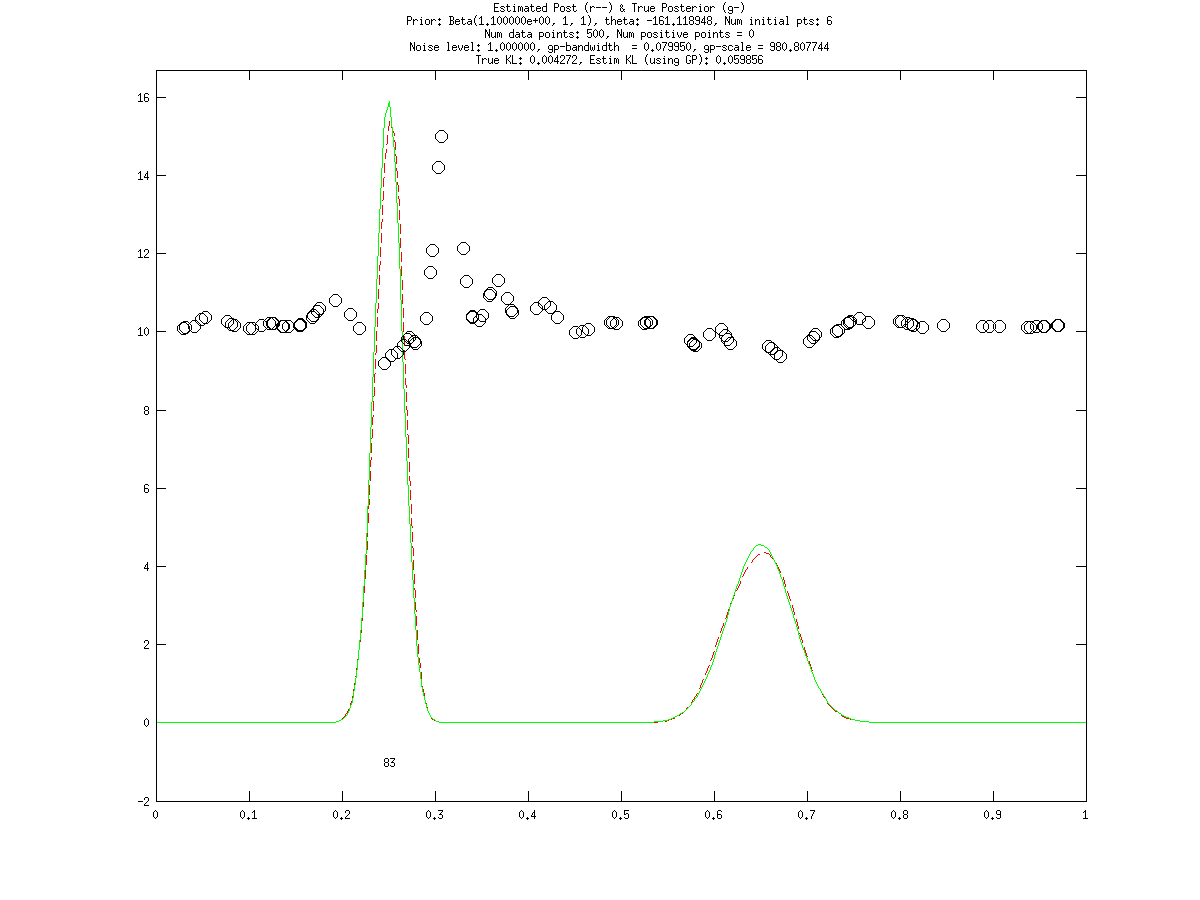 Estimated Post (r--) & True Posterior (g-)
Prior: Beta(1.100000e+00, 1, 1), theta: -161.118948, Num initial pts: 6
Num data points: 500, Num positive points = 0
Noise level: 1.000000, gp-bandwidth  = 0.079950, gp-scale = 980.807744
True KL: 0.004272, Estim KL (using GP): 0.059856
16
14
12
10
8
6
4
2
0
83
-2
0 0.1 0.2 0.3 0.4 0.5 0.6 0.7 0.8 0.9 1